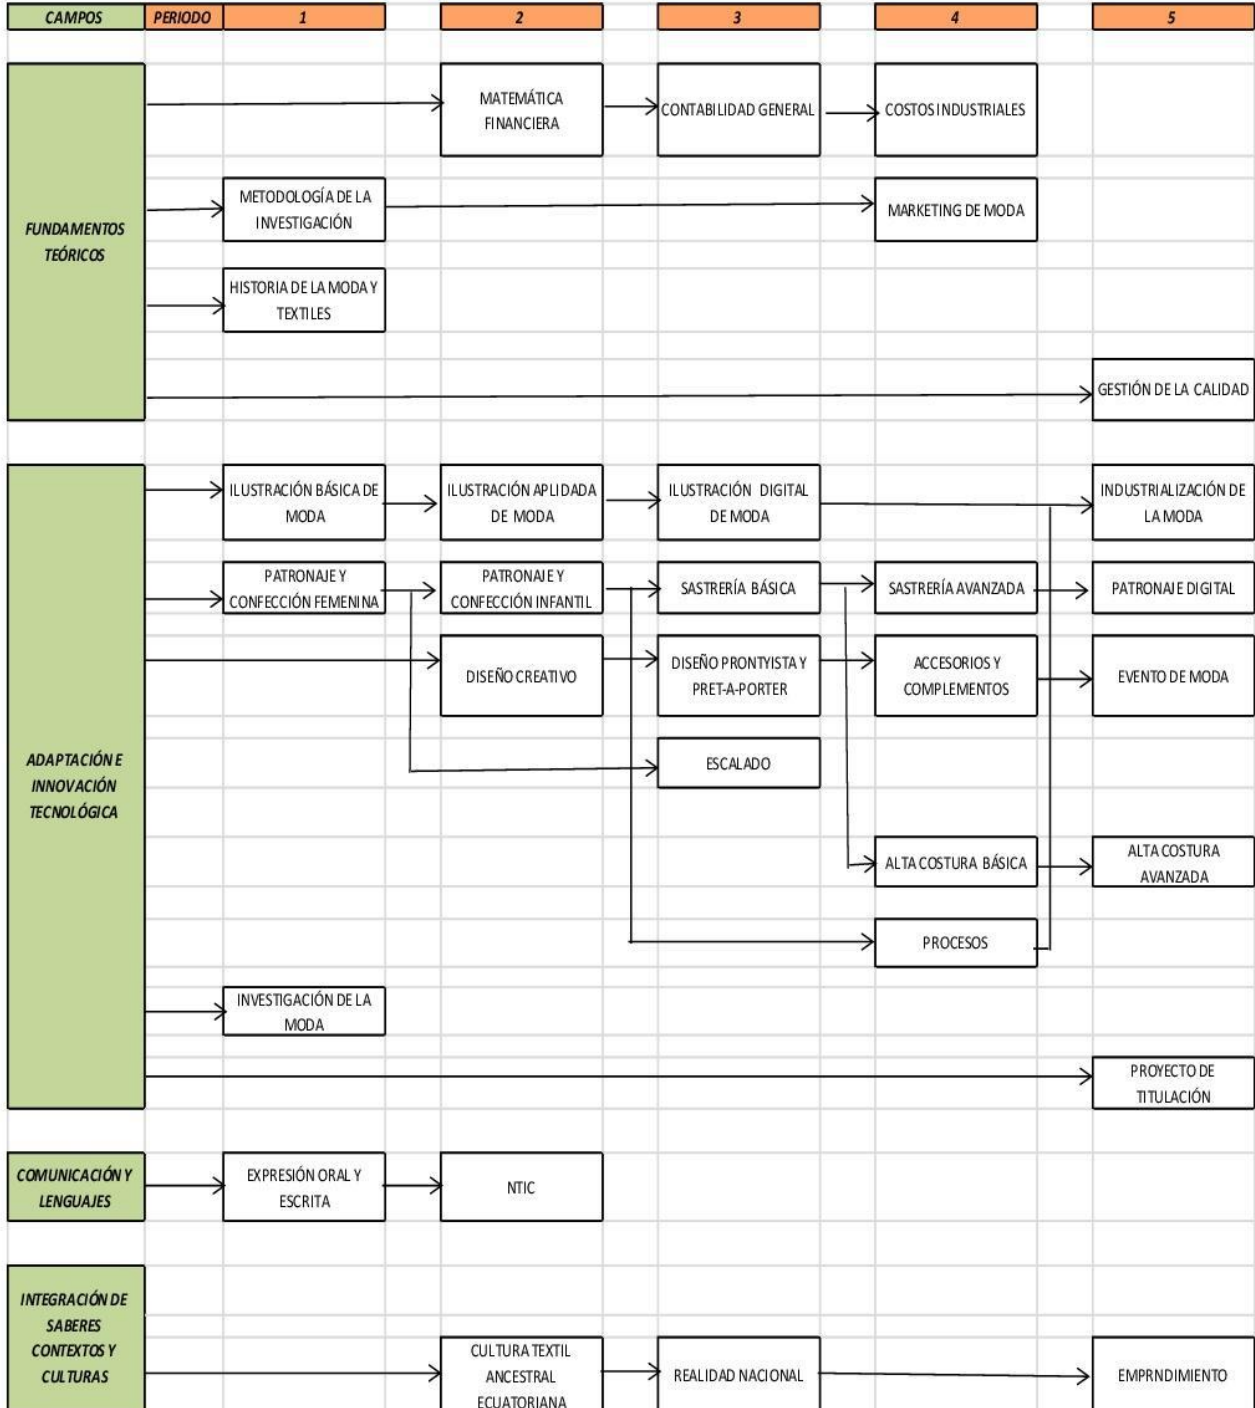 CAMPOS
PERIODO
1
2
3
4
5
FUNDAMENTOS
TEÓRICOS
MATEMÁTICA
FINANCIERA
CONTABILIDAD GENERAL
COSTOS INDUSTRIALES
METODOLOGÍA DE LA
INVESTIGACIÓN
MARKETING DE MODA
HISTORIA DE LA MODA Y
TEXTILES
GESTIÓN DE LA CALIDAD
ADAPTACIÓN E
INNOVACIÓN
TECNOLÓGICA
ILUSTRACIÓN BÁSICA DE
MODA
ILUSTRACIÓN APLIDADA
DE MODA
ILUSTRACIÓN DIGITAL
DE MODA
INDUSTRIALIZACIÓN DE
LA MODA
PATRONAJE Y
CONFECCIÓN FEMENINA
PATRONAJE Y
CONFECCIÓN INFANTIL
SASTRERÍA BÁSICA
SASTRERÍA AVANZADA
PATRONAJE DIGITAL
DISEÑO CREATIVO
DISEÑO PRONTYISTA Y
PRET-A-PORTER
ACCESORIOS Y
COMPLEMENTOS
EVENTO DE MODA
ESCALADO
ALTA COSTURA BÁSICA
ALTA COSTURA
AVANZADA
PROCESOS
INVESTIGACIÓN DE LA
MODA
PROYECTO DE
TITULACIÓN
COMUNICACIÓN Y
LENGUAJES
EXPRESIÓN ORAL Y
ESCRITA
NTIC
INTEGRACIÓN DE
SABERES
CONTEXTOS Y
CULTURAS
CULTURA TEXTIL
ANCESTRAL
ECUATORIANA
REALIDAD NACIONAL
EMPRNDIMIENTO